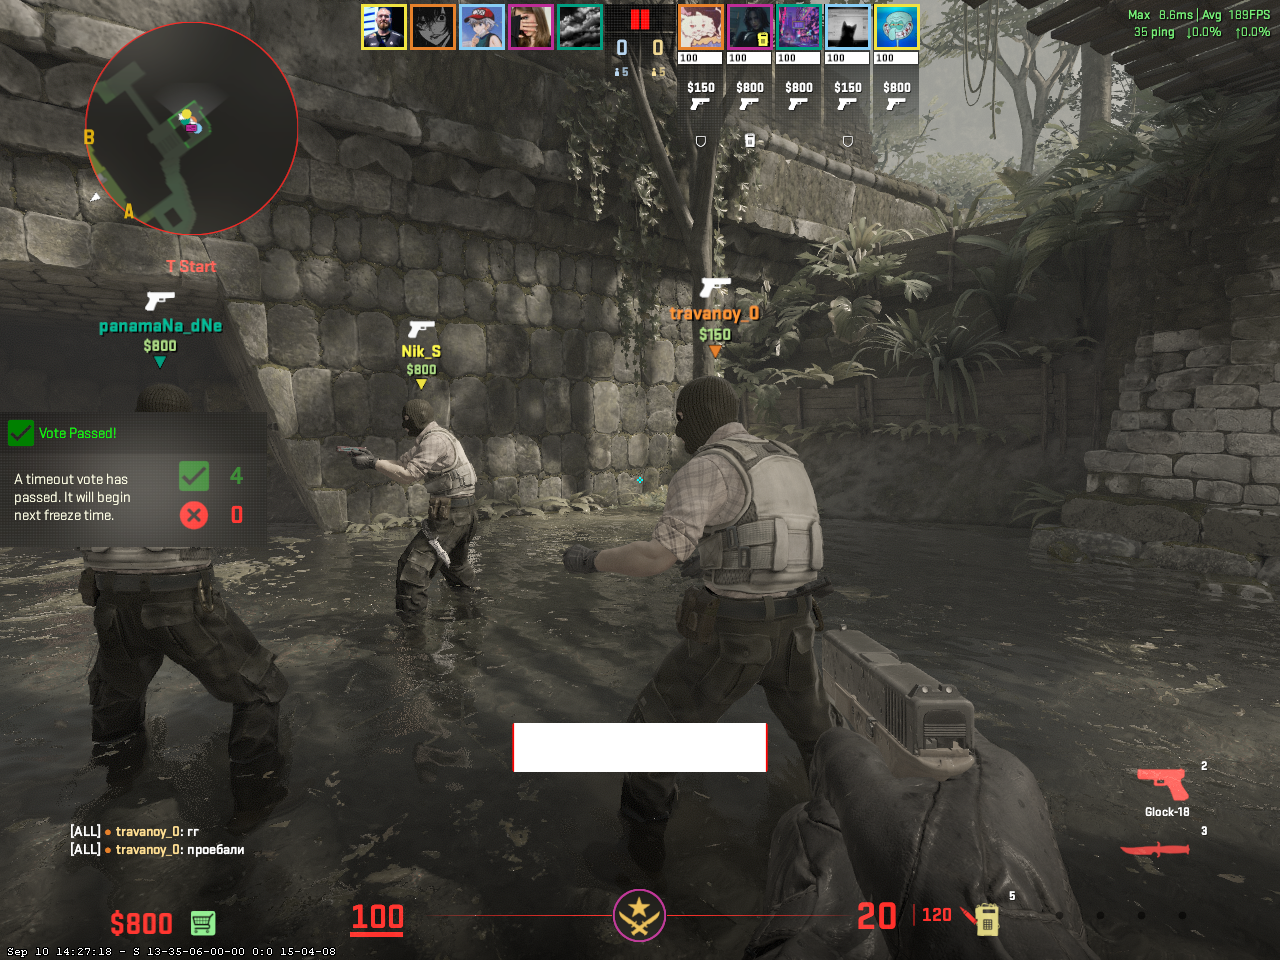 Max 8.6ms | Avg 189FPS
35 ping ↓0.0% ↑0.0%
0 0
5 5
100 100 100 100 100
$150 $800 $800 $150 $800
B
A
T Start
panamaNa_dNe
$800
Nik_S
$800
travanoy_0
$150
Vote Passed!
A timeout vote has
passed. It will begin
next freeze time.
4
0
2
Glock-18
3
[ALL] ● travanoy_0: гг
[ALL] ● travanoy_0: проебали
$800
100
20 | 120
5
Sep 10 14:27:18 - S 13-35-06-00-00 0:0 15-04-08